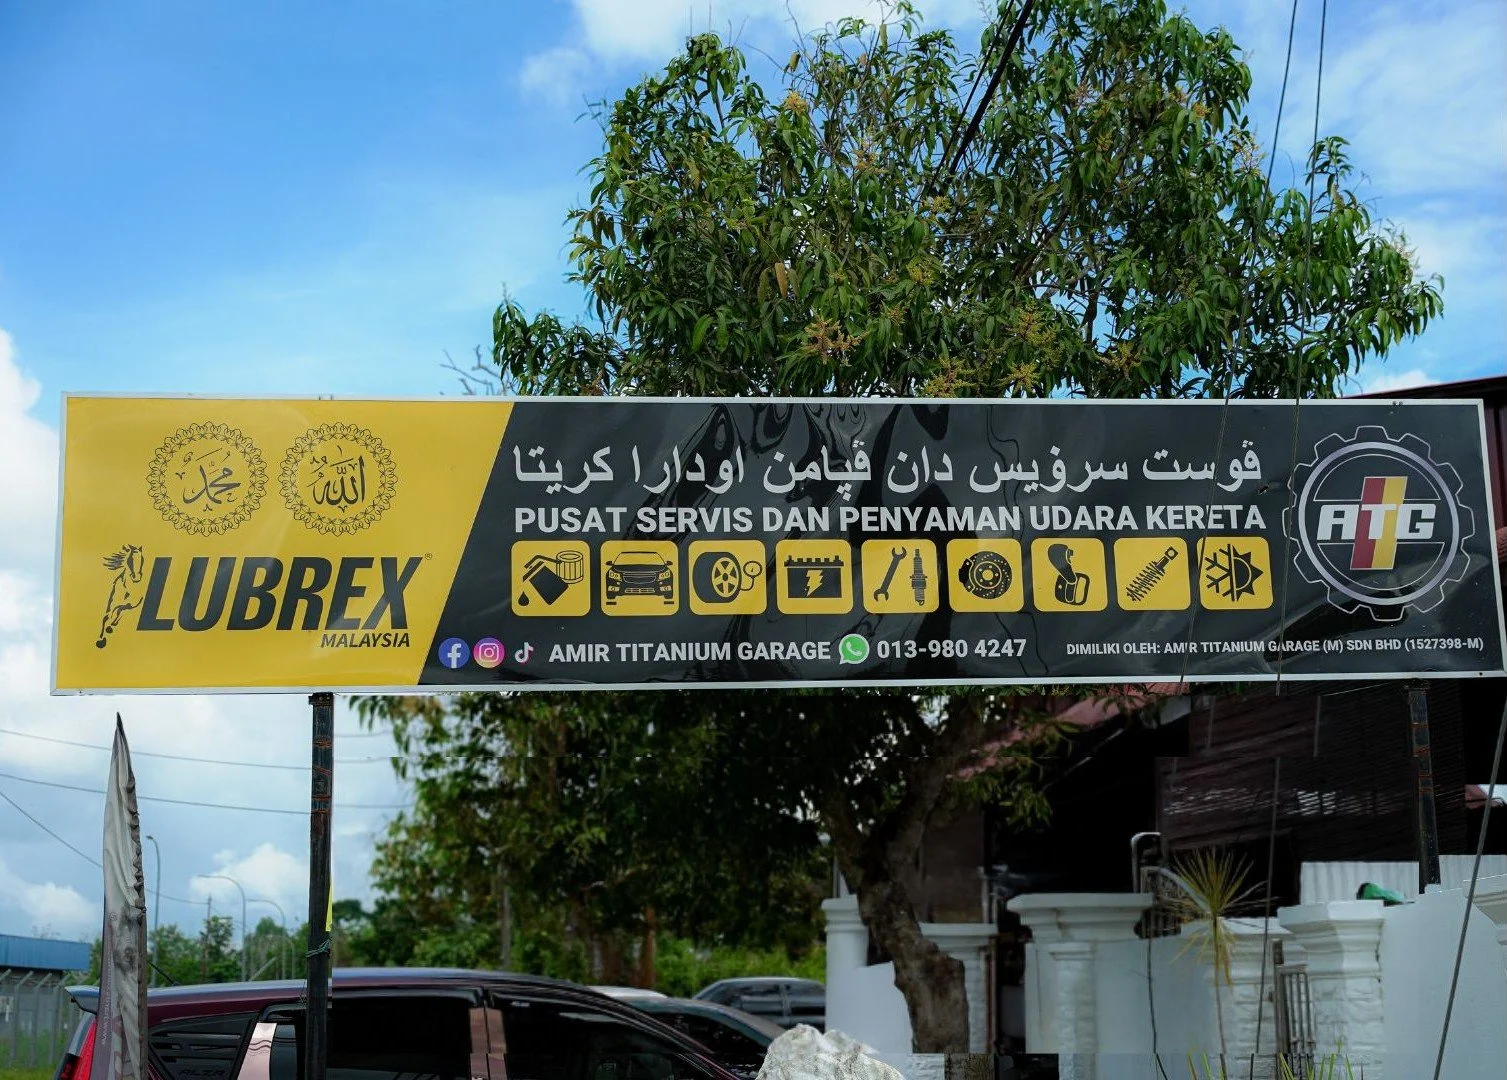 محمد
الله
LUBREX®
MALAYSIA
ڤوست سرۏيس دان ڤڽامن اودارا كريتا
PUSAT SERVIS DAN PENYAMAN UDARA KERETA
AMIR TITANIUM GARAGE 013-980 4247
DIMILIKI OLEH: AMIR TITANIUM GARAGE (M) SDN BHD (1527398-M)
ATG